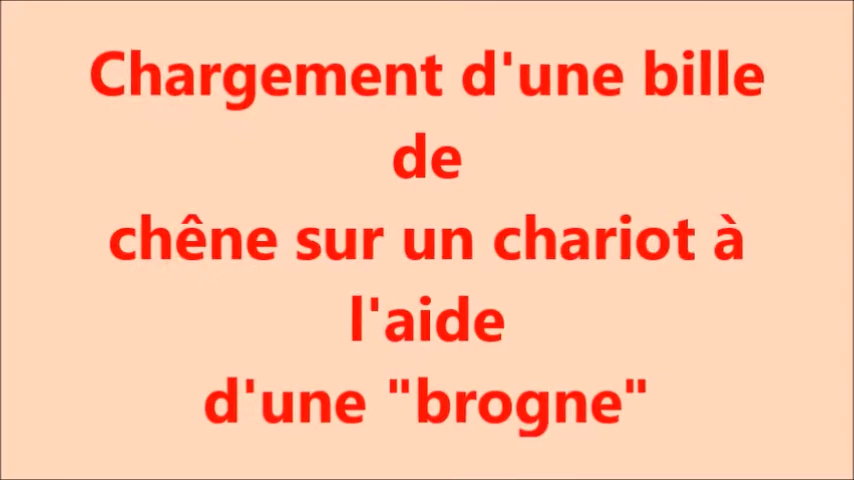 Chargement d'une bille
de
chêne sur un chariot à
l'aide
d'une "brogne"